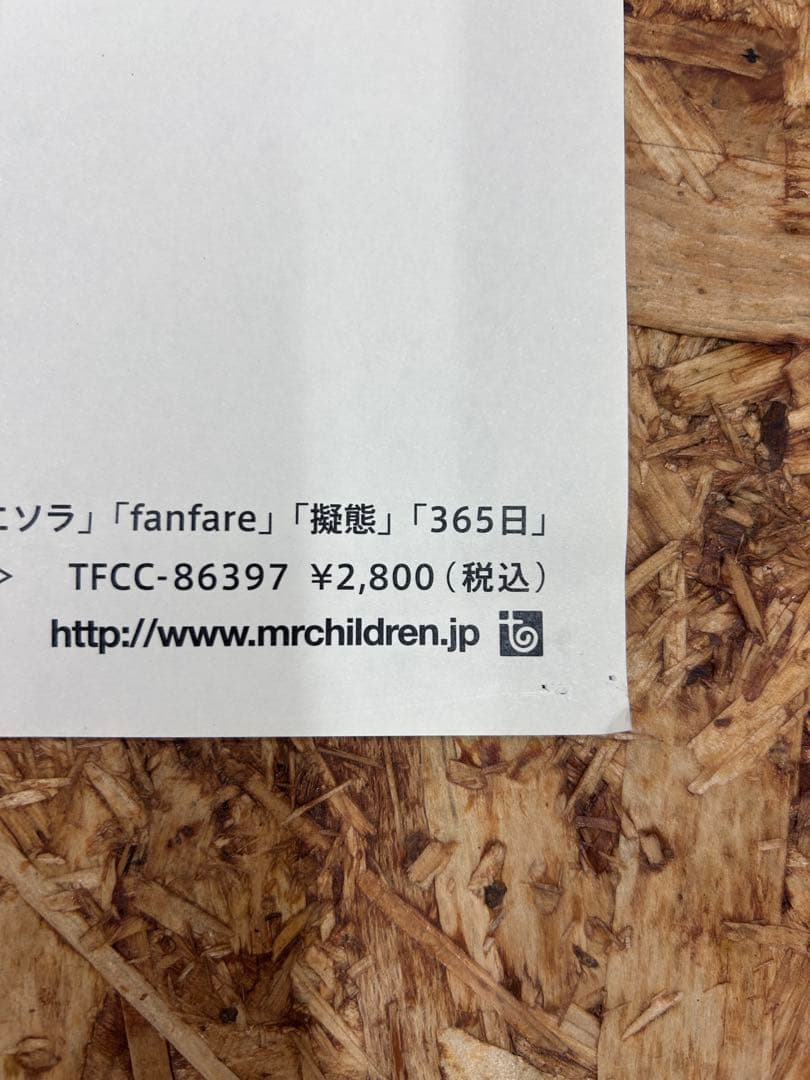 ニソラ」「fanfare」「擬態」「365日」
> TFCC-86397 ¥2,800(税込)
http://www.mrchildren.jp